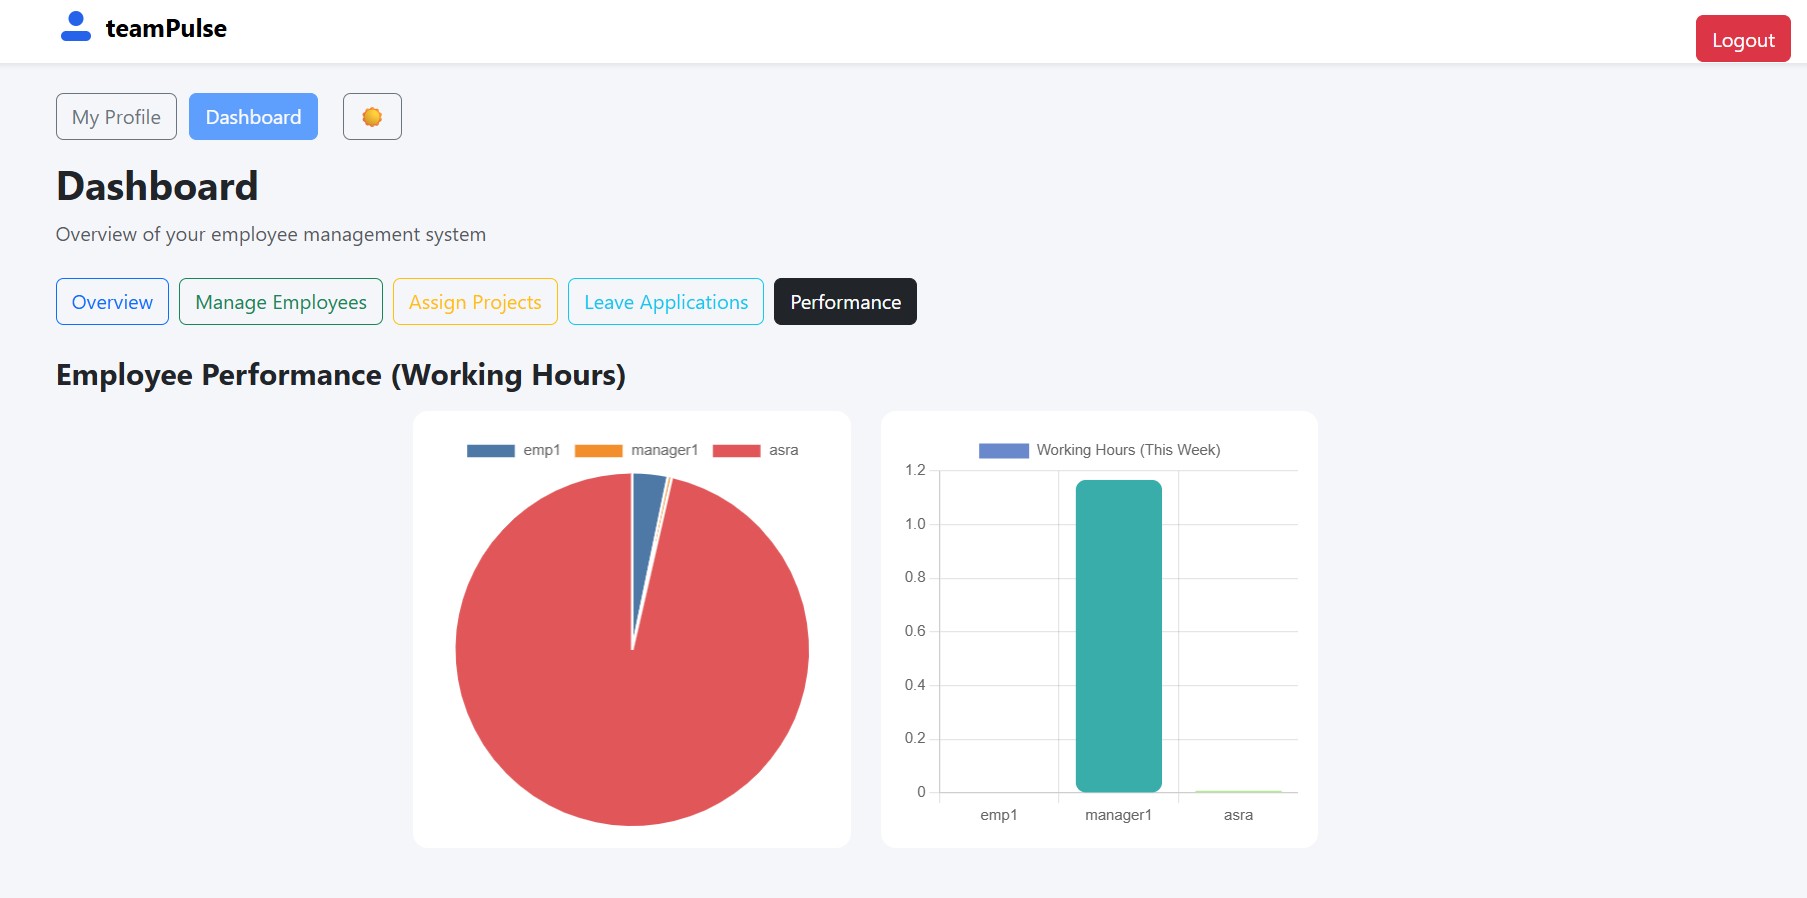 teamPulse
Logout
My Profile
Dashboard
Dashboard
Overview of your employee management system
Overview
Manage Employees
Assign Projects
Leave Applications
Performance
Employee Performance (Working Hours)
emp1 manager1 asra
Working Hours (This Week)
1.2
1.0
0.8
0.6
0.4
0.2
0
emp1 manager1 asra